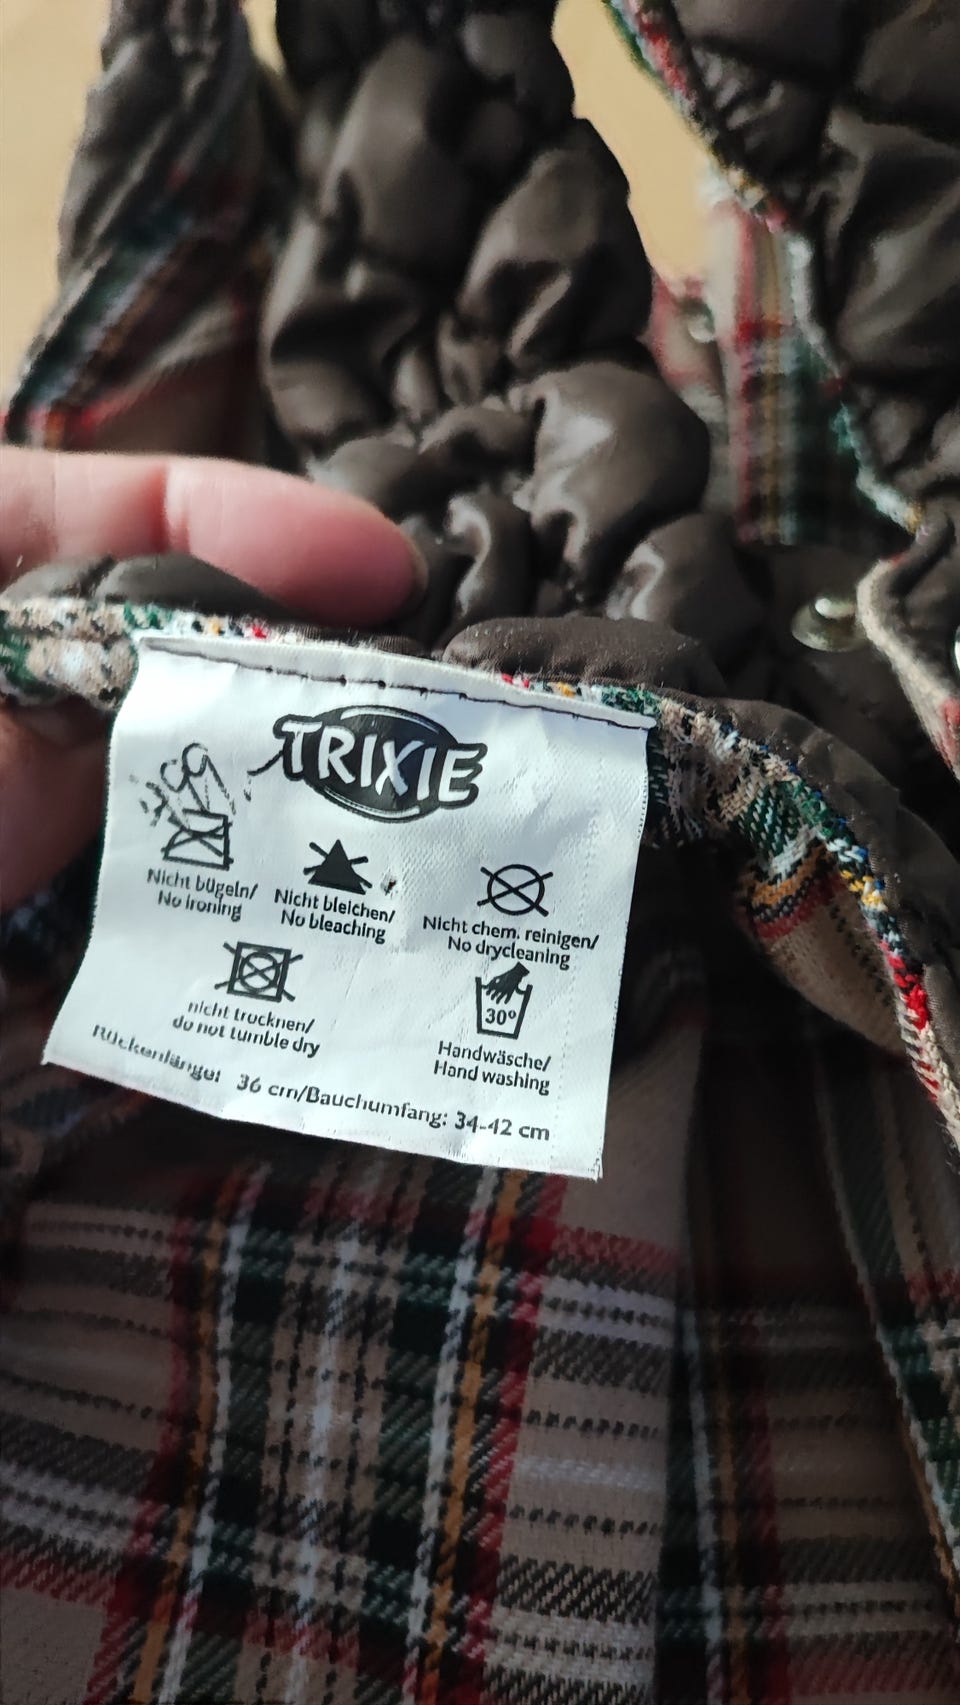 TRIXIE
Nicht bügeln/
No ironing
Nicht bleichen/
No bleaching
Nicht chem. reinigen/
No drycleaning
nicht trocknen/
do not tumble dry
30°
Handwäsche/
Hand washing
Rückenlänge: 36 cm/Bauchumfang: 34-42 cm